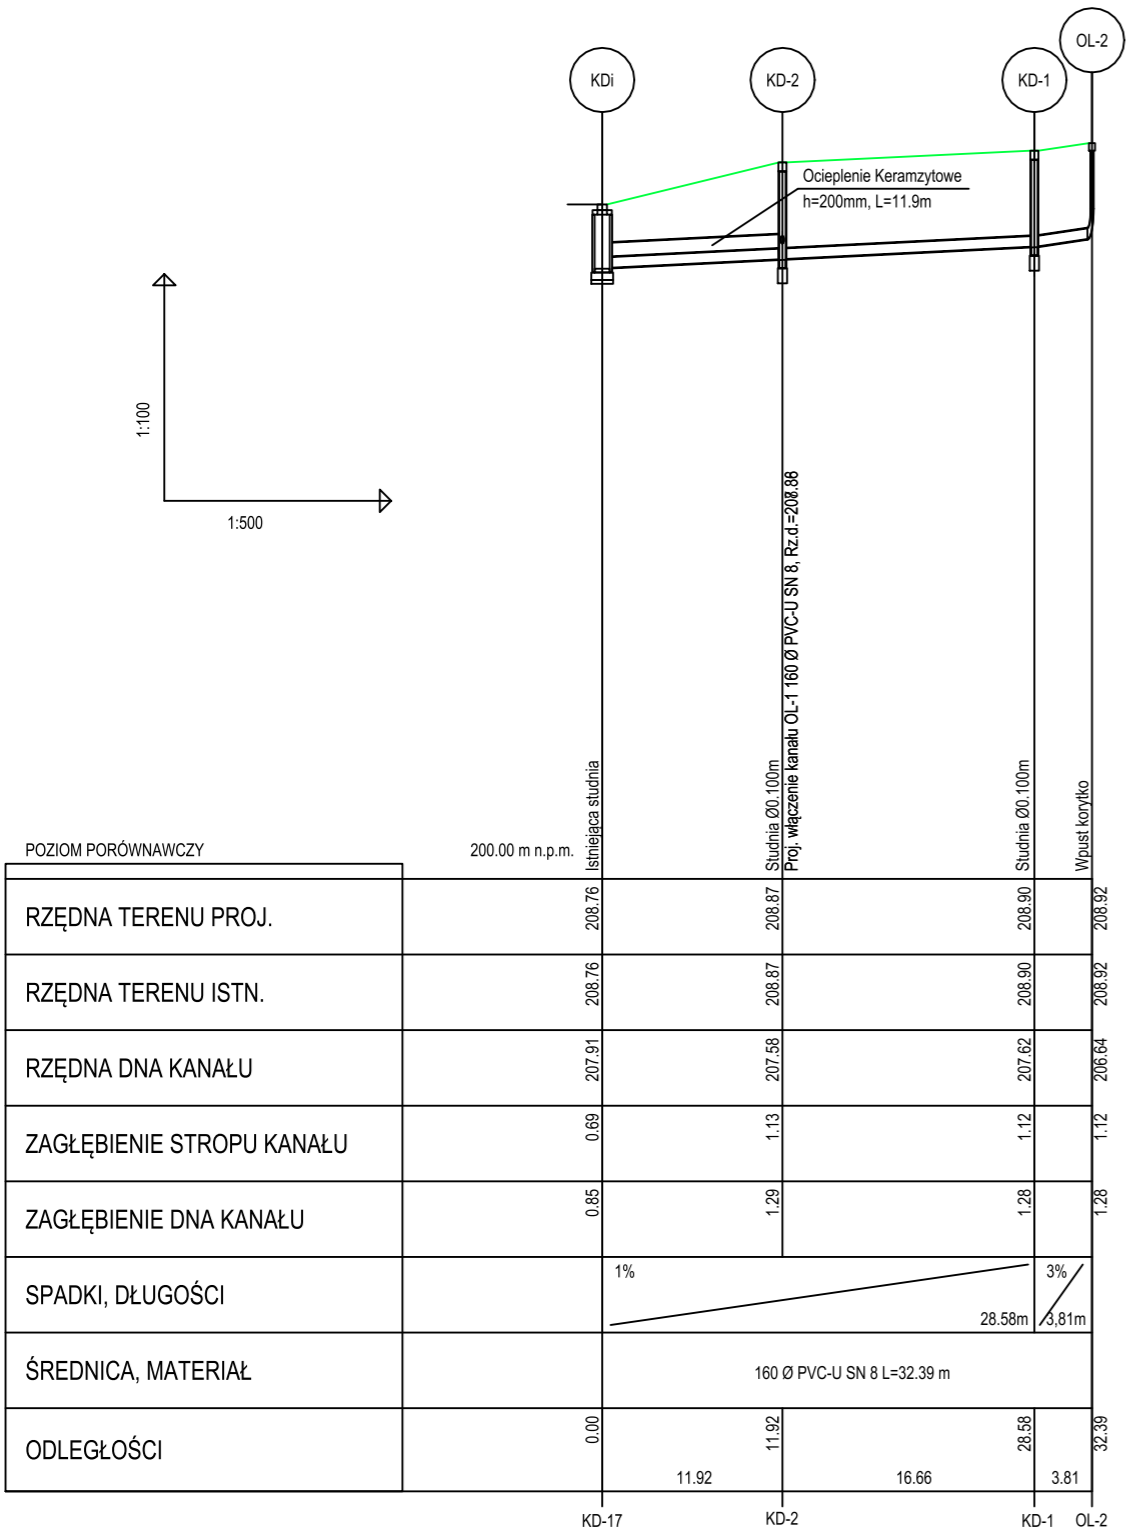 OL-2
KDi
KD-2
KD-1
Ocieplenie Keramzytowe
h=200mm, L=11.9m
1:100
1:500
Istniejąca studnia
Studnia Ø0.100m
Proj. włączenie kanału OL-1 160 Ø PVC-U SN 8,
Studnia Ø0.100m
Wpust korytko
POZIOM PORÓWNAWCZY 200.00 m n.p.m.
RZĘDNA TERENU PROJ. 208.76 208.87 208.90 208.92
RZĘDNA TERENU ISTN. 208.76 208.87 208.90 208.92
RZĘDNA DNA KANAŁU 207.91 207.58 207.62 206.64
ZAGŁĘBIENIE STROPU KANAŁU 0.69 1.13 1.12 1.12
ZAGŁĘBIENIE DNA KANAŁU 0.85 1.29 1.28 1.28
SPADKI, DŁUGOŚCI 1% 28.58m 3% 3,81m
ŚREDNICA, MATERIAŁ 160 Ø PVC-U SN 8 L=32.39 m
ODLEGŁOŚCI 0.00 11.92 28.58 32.39
11.92 16.66 3.81
KD-17 KD-2 KD-1 OL-2